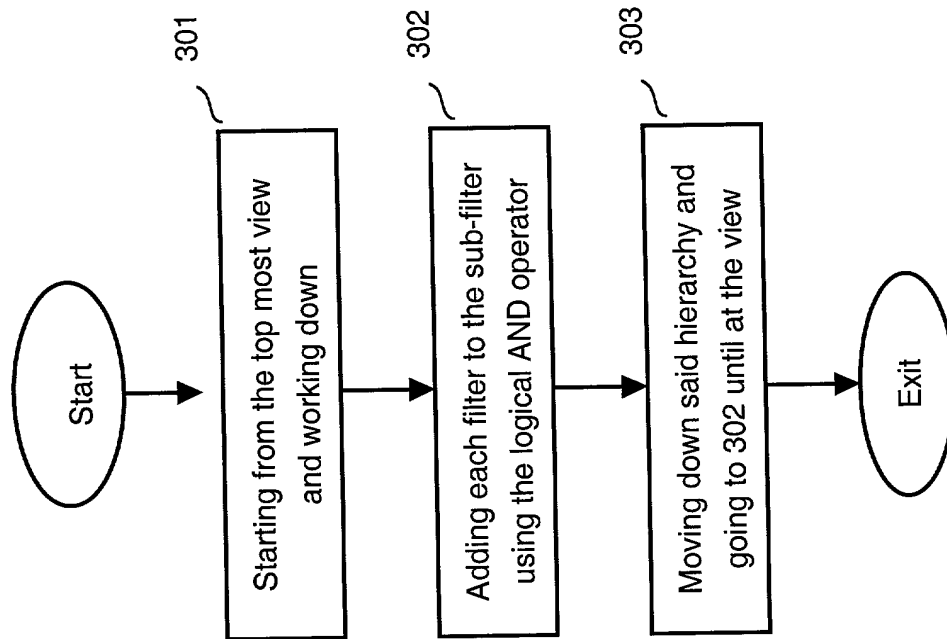 Start
301
Starting from the top most view
and working down
302
Adding each filter to the sub-filter
using the logical AND operator
303
Moving down said hierarchy and
going to 302 until at the view
Exit